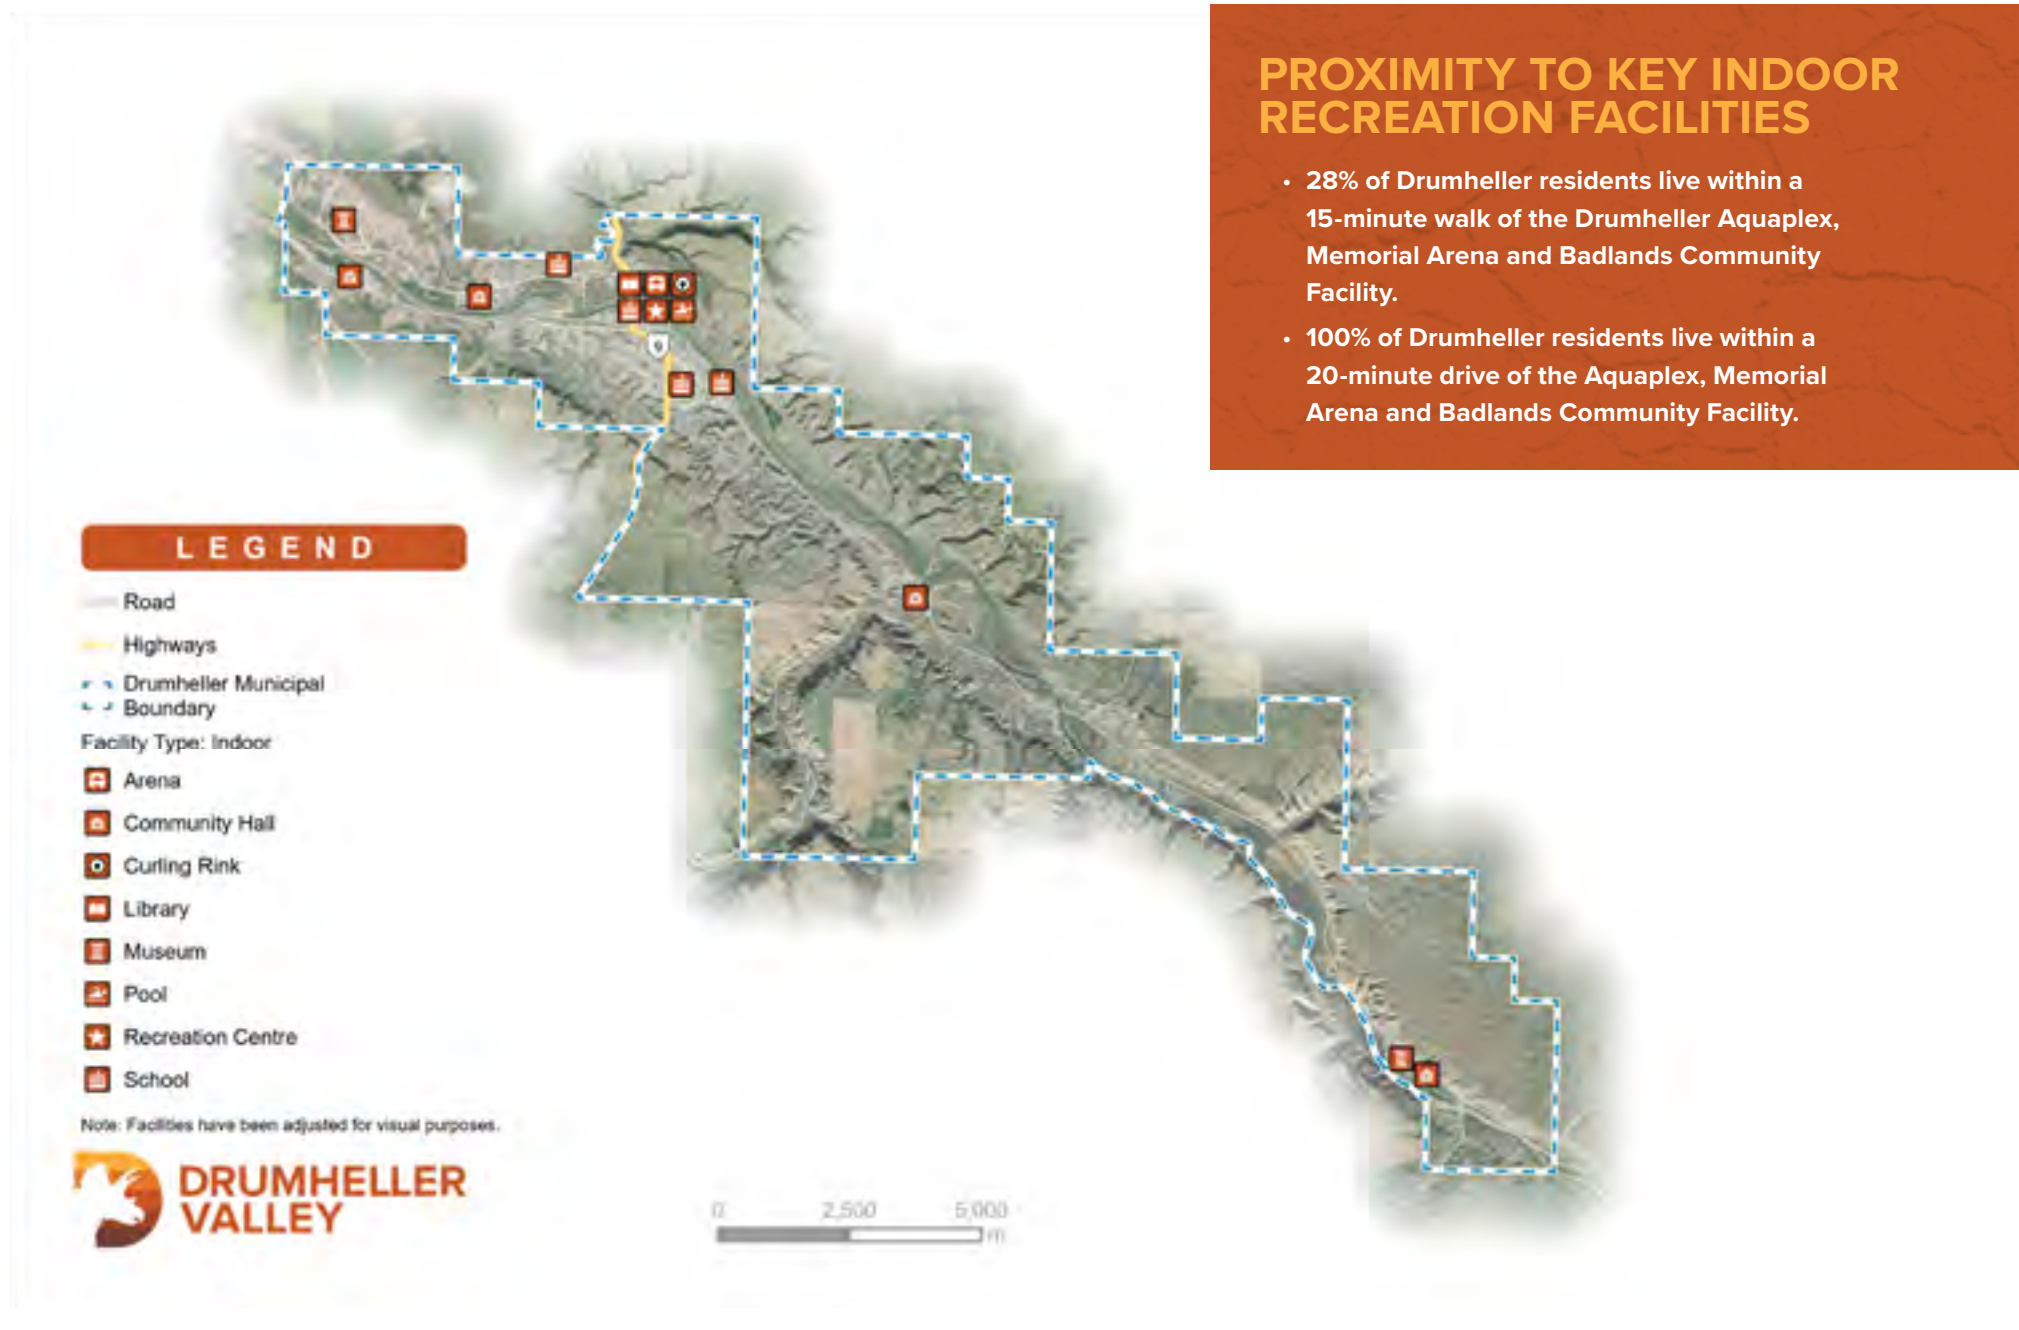 PROXIMITY TO KEY INDOOR
RECREATION FACILITIES
• 28% of Drumheller residents live within a
15-minute walk of the Drumheller Aquaplex,
Memorial Arena and Badlands Community
Facility.
• 100% of Drumheller residents live within a
20-minute drive of the Aquaplex, Memorial
Arena and Badlands Community Facility.
LEGEND
Road
Highways
Drumheller Municipal
Boundary
Facility Type: Indoor
Arena
Community Hall
Curling Rink
Library
Museum
Pool
Recreation Centre
School
Note: Facilities have been adjusted for visual purposes.
DRUMHELLER
VALLEY
0 2,500 5,000
m